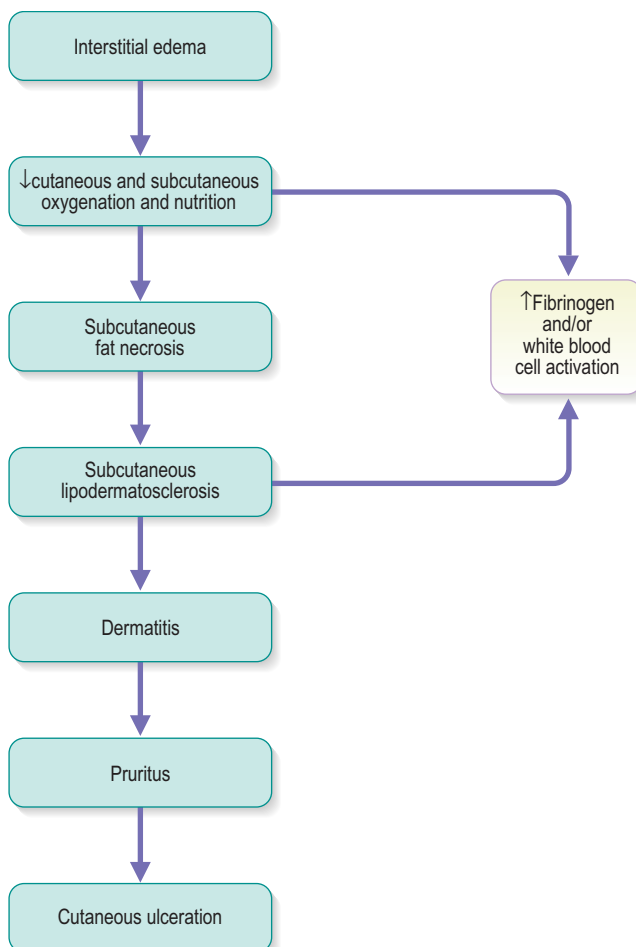 Interstitial edema
↓cutaneous and subcutaneous
oxygenation and nutrition
Subcutaneous
fat necrosis
↑Fibrinogen
and/or
white blood
cell activation
Subcutaneous
lipodermatosclerosis
Dermatitis
Pruritus
Cutaneous ulceration